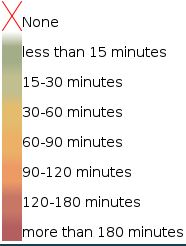 None
less than 15 minutes
15-30 minutes
30-60 minutes
60-90 minutes
90-120 minutes
120-180 minutes
more than 180 minutes